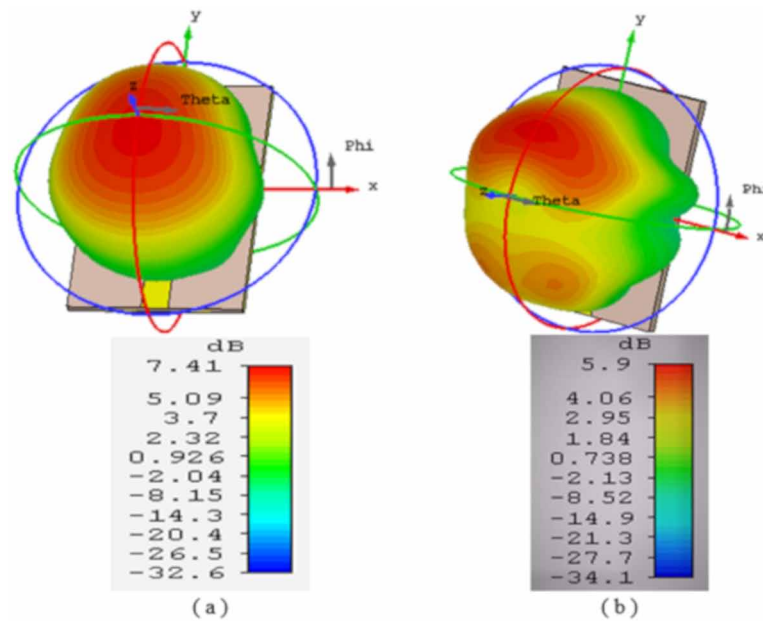 y
z
Theta
Phi
x
y
z
Theta
Phi
x
dB
7.41
5.09
3.7
2.32
0.926
-2.04
-8.15
-14.3
-20.4
-26.5
-32.6
(a)
dB
5.9
4.06
2.95
1.84
0.738
-2.13
-8.52
-14.9
-21.3
-27.7
-34.1
(b)